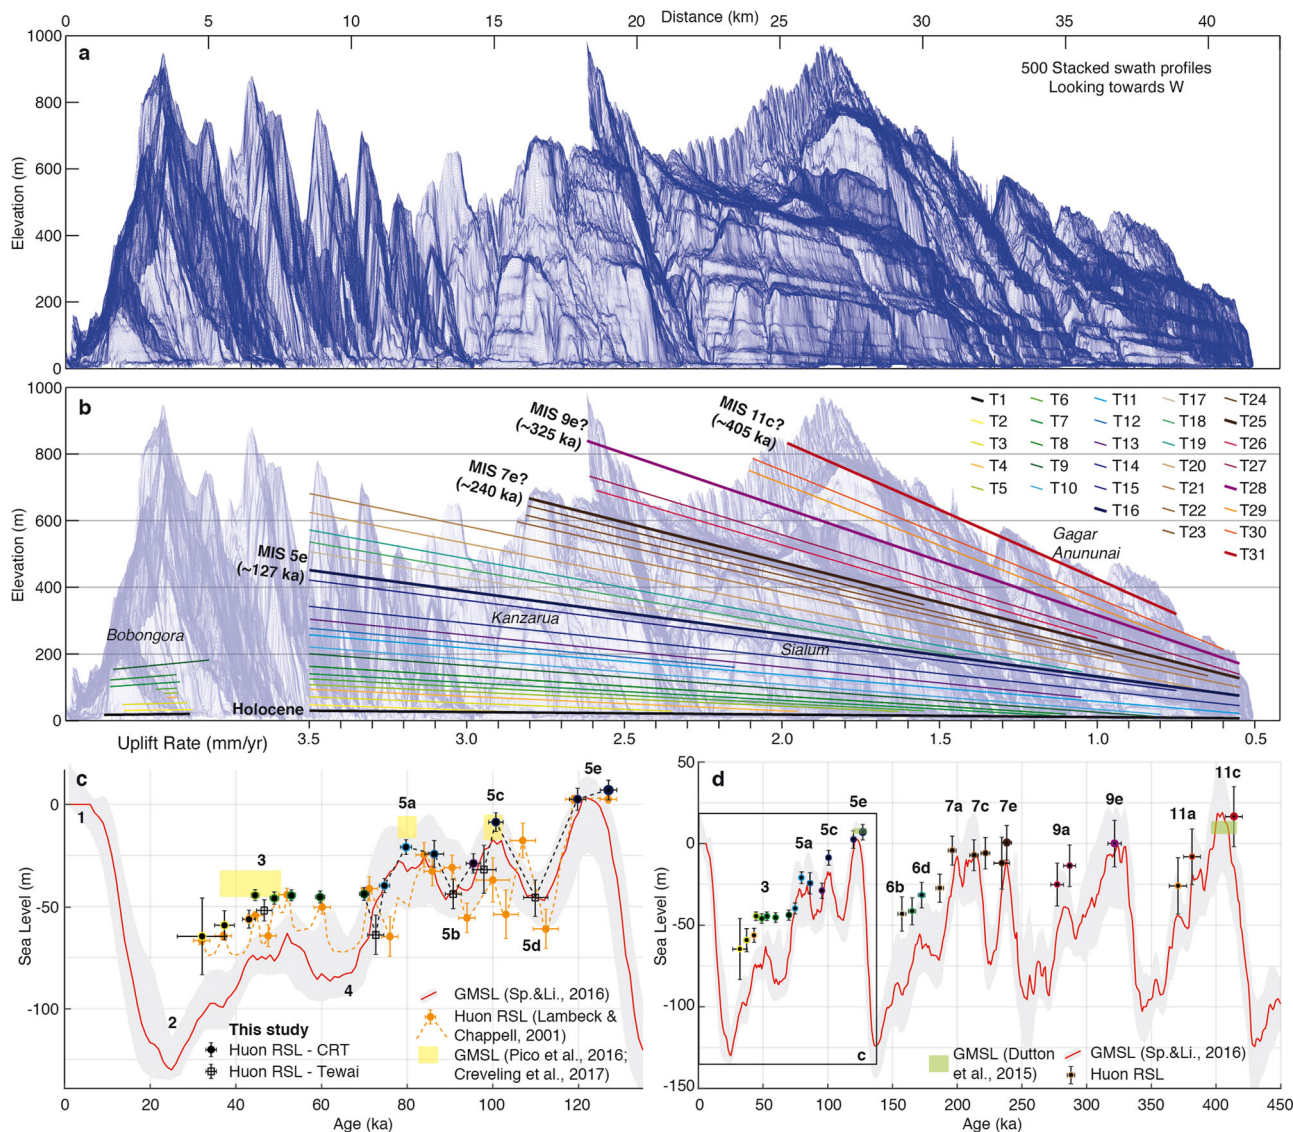 Distance (km)
0 5 10 15 20 25 30 35 40
a
500 Stacked swath profiles
Looking towards W
Elevation (m)
1000
800
600
400
200
0
b
MIS 9e?
(~325 ka)
MIS 11c?
(~405 ka)
MIS 7e?
(~240 ka)
MIS 5e
(~127 ka)
T1 T6 T11 T17 T24
T2 T7 T12 T18 T25
T3 T8 T13 T19 T26
T4 T9 T14 T20 T27
T5 T10 T15 T21 T28
T16 T22 T29
T23 T30
T31
Gagar
Anununai
Kanzarua
Sialum
Bobongora
Holocene
Elevation (m)
1000
800
600
400
200
0
Uplift Rate (mm/yr)
3.5 3.0 2.5 2.0 1.5 1.0 0.5
c
1
2
3
4
5a
5b
5c
5d
5e
Sea Level (m)
0
-50
-100
This study
Huon RSL - CRT
Huon RSL - Tewai
GMSL (Sp.&Li., 2016)
Huon RSL (Lambeck &
Chappell, 2001)
GMSL (Pico et al., 2016;
Creveling et al., 2017)
0 20 40 60 80 100 120
Age (ka)
d
3
5a
5c
5e
6b
6d
7a
7c
7e
9a
9e
11a
11c
c
Sea Level (m)
50
0
-50
-100
-150
GMSL (Dutton
et al., 2015)
GMSL (Sp.&Li., 2016)
Huon RSL
0 50 100 150 200 250 300 350 400 450
Age (ka)